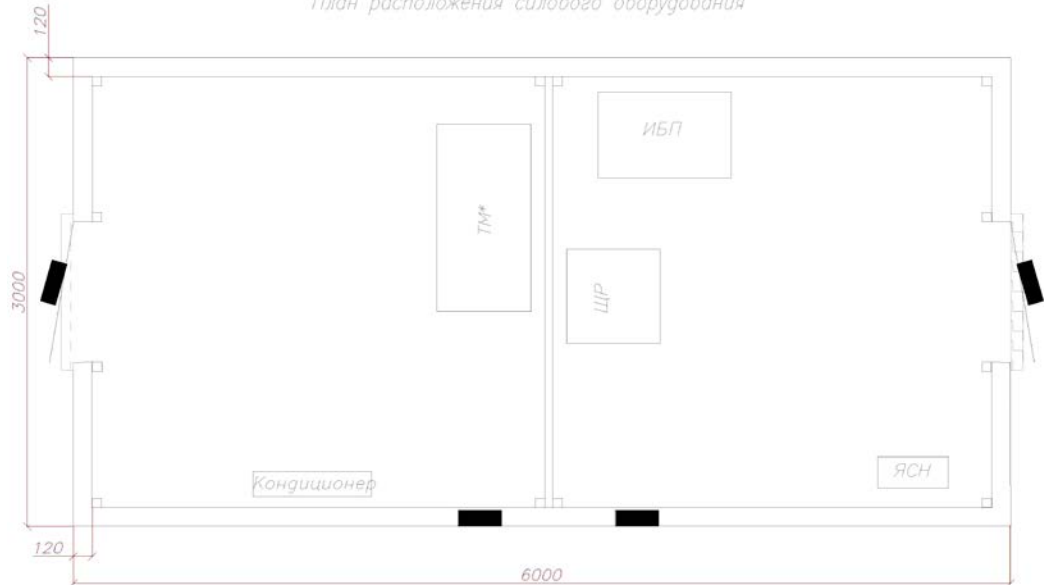 План расположения силового оборудования
120
ИБП
ТМ*
ЩР
3000
Кондиционер
ЯСН
120
6000